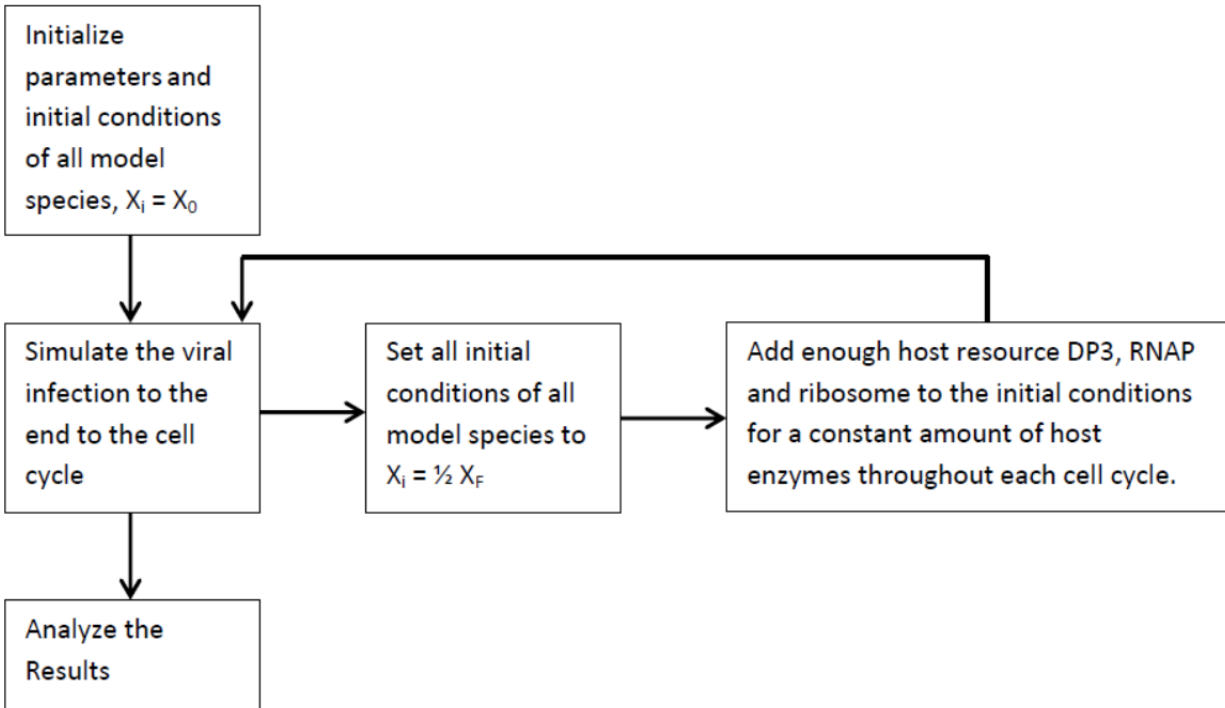 Initialize
parameters and
initial conditions
of all model
species, Xᵢ = X₀
Simulate the viral
infection to the
end to the cell
cycle
Set all initial
conditions of all
model species to
Xᵢ = ½ X_F
Add enough host resource DP3, RNAP
and ribosome to the initial conditions
for a constant amount of host
enzymes throughout each cell cycle.
Analyze the
Results